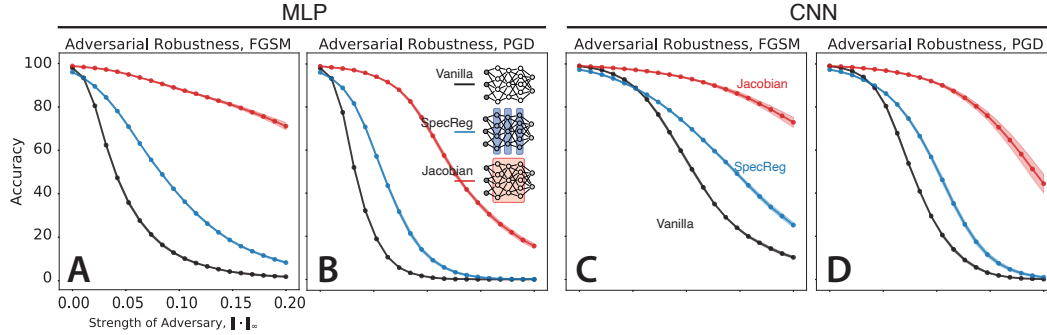 MLP
CNN
Adversarial Robustness, FGSM
Adversarial Robustness, PGD
Adversarial Robustness, FGSM
Adversarial Robustness, PGD
Accuracy
100
80
60
40
20
0
Vanilla
SpecReg
Jacobian
Jacobian
SpecReg
Vanilla
A
B
C
D
0.00
0.05
0.10
0.15
0.20
Strength of Adversary, ‖·‖∞